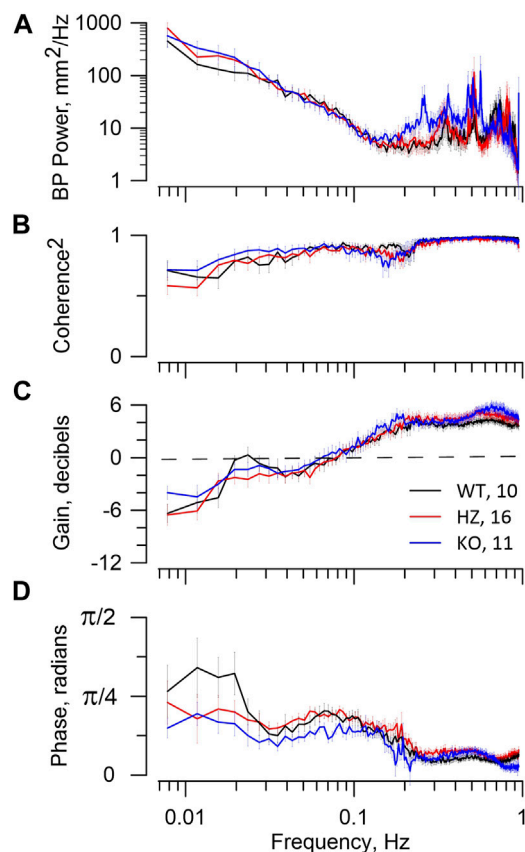 A
BP Power, mm²/Hz
1000
100
10
1
B
Coherence²
1
0
C
Gain, decibels
6
0
-6
-12
WT, 10
HZ, 16
KO, 11
D
Phase, radians
π/2
π/4
0
0.01 0.1 1
Frequency, Hz